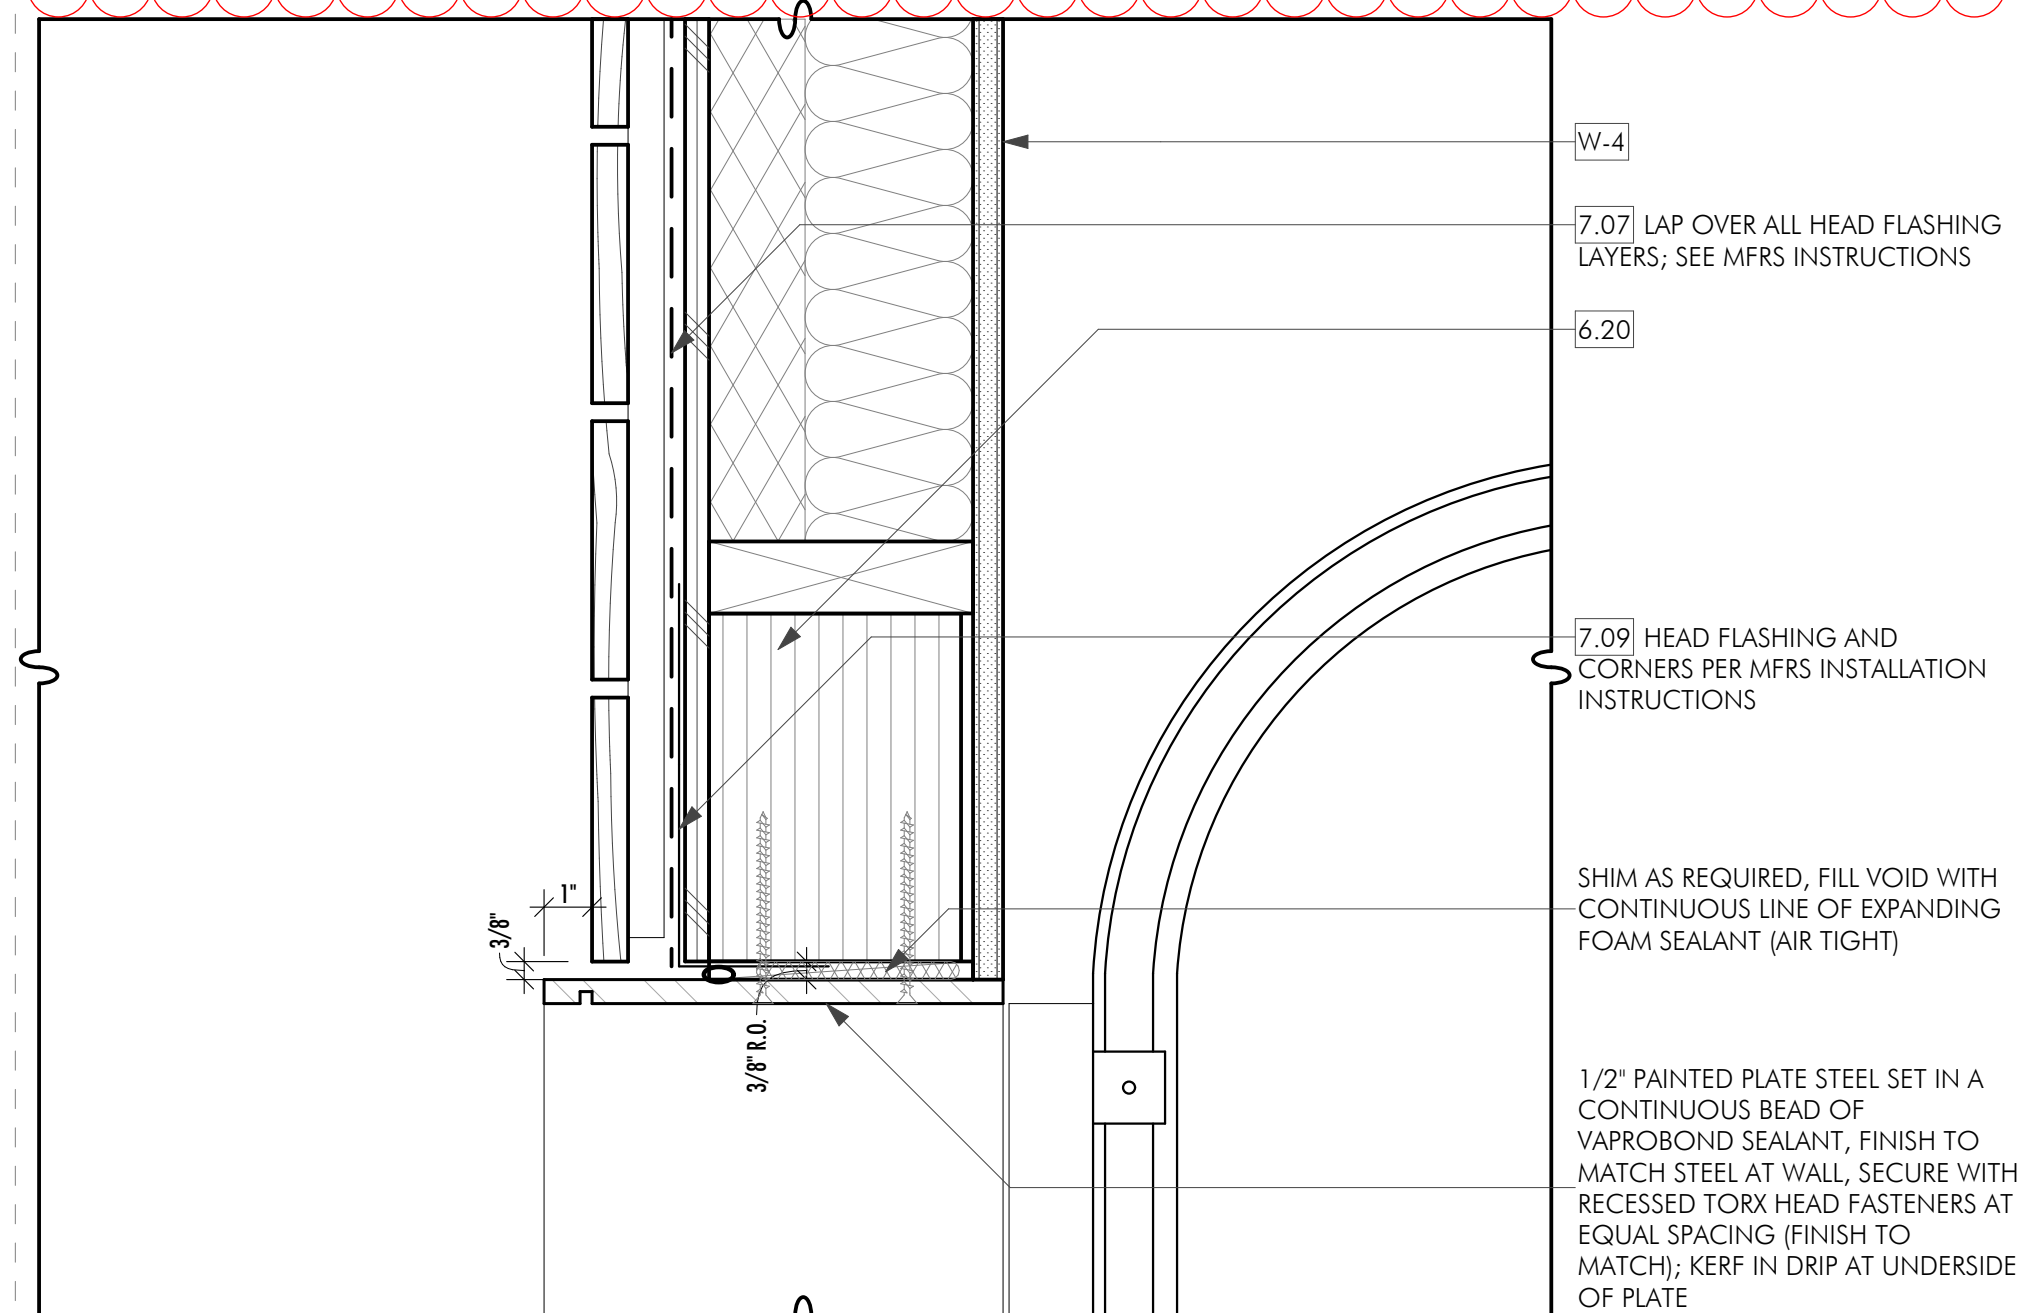 W-4
7.07 LAP OVER ALL HEAD FLASHING
LAYERS; SEE MFRS INSTRUCTIONS
6.20
7.09 HEAD FLASHING AND
CORNERS PER MFRS INSTALLATION
INSTRUCTIONS
1"
3/8"
SHIM AS REQUIRED, FILL VOID WITH
CONTINUOUS LINE OF EXPANDING
FOAM SEALANT (AIR TIGHT)
3/8" R.O.
1/2" PAINTED PLATE STEEL SET IN A
CONTINUOUS BEAD OF
VAPROBOND SEALANT, FINISH TO
MATCH STEEL AT WALL, SECURE WITH
RECESSED TORX HEAD FASTENERS AT
EQUAL SPACING (FINISH TO
MATCH); KERF IN DRIP AT UNDERSIDE
OF PLATE